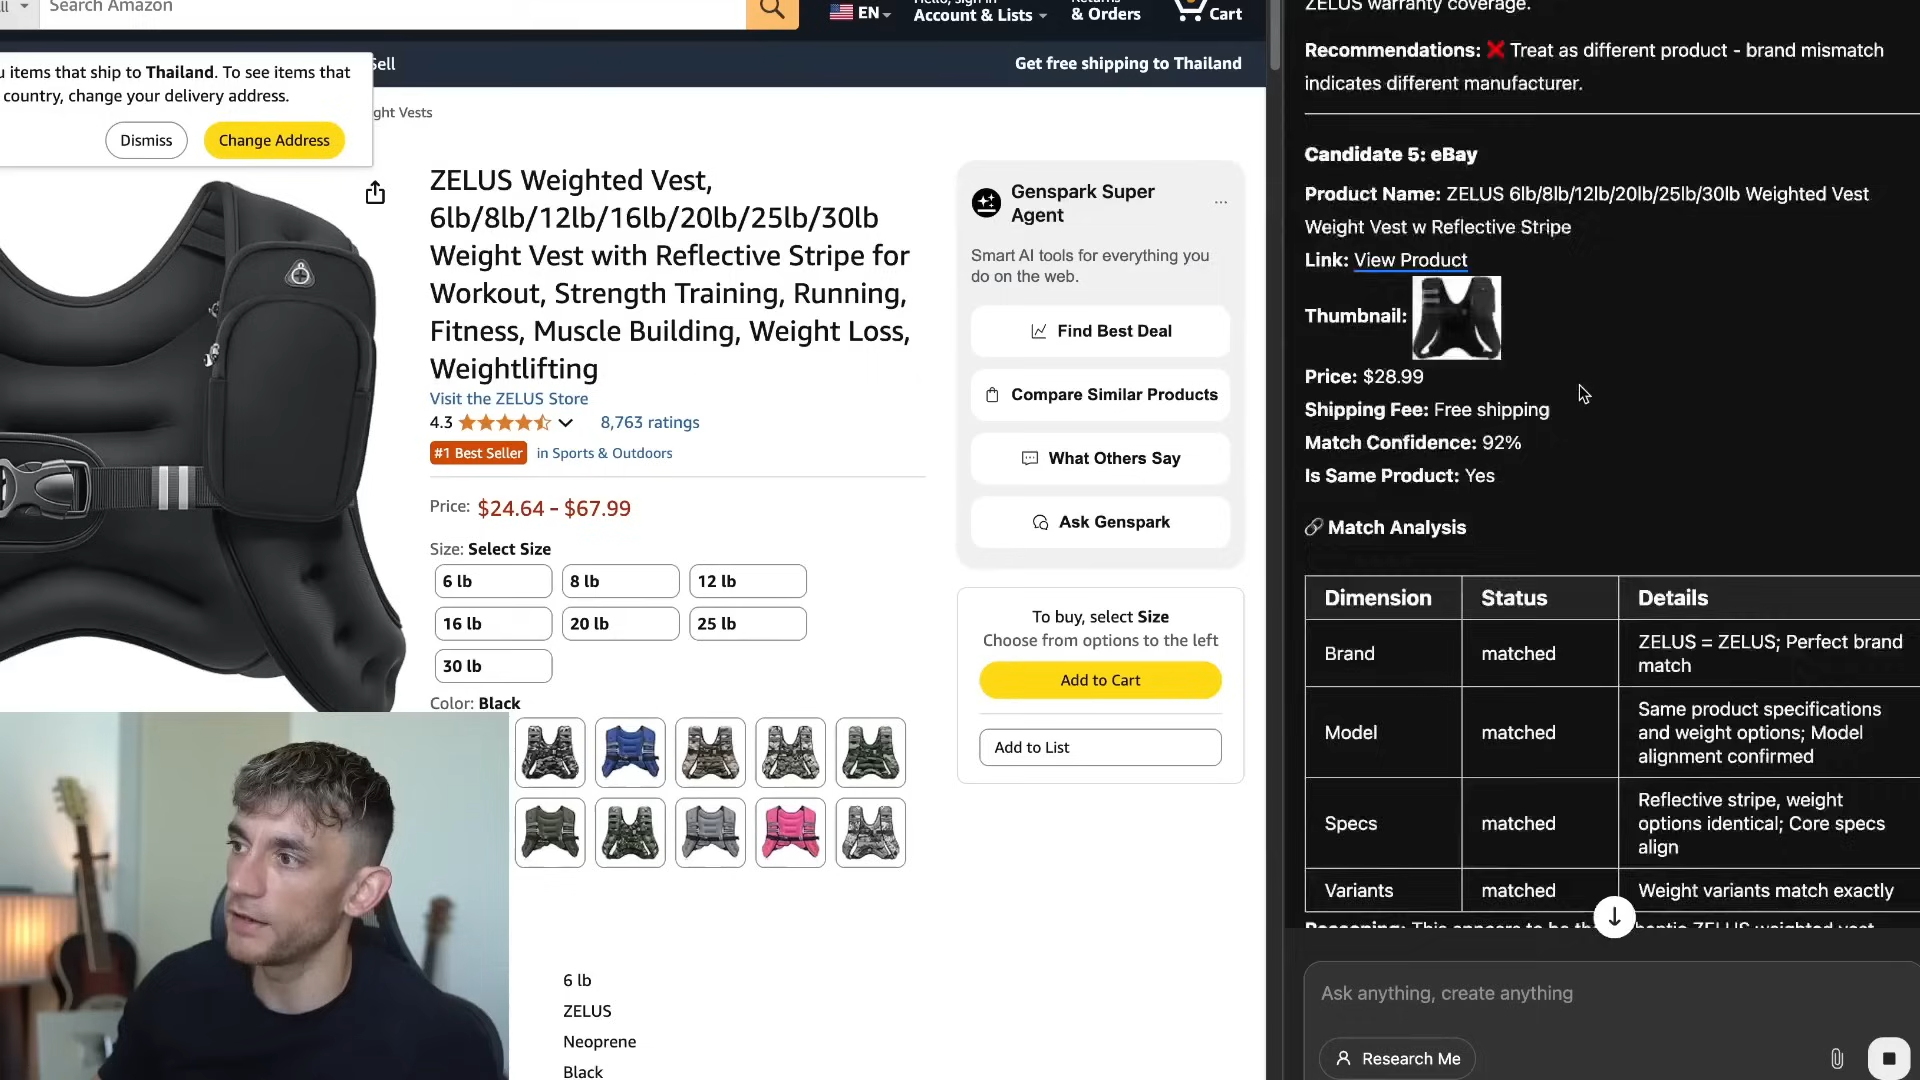 Search Amazon
EN
Account & Lists
& Orders
Cart
items that ship to Thailand. To see items that
country, change your delivery address.
Dismiss
Change Address
Sell
Get free shipping to Thailand
ght Vests
ZELUS Weighted Vest,
6lb/8lb/12lb/16lb/20lb/25lb/30lb
Weight Vest with Reflective Stripe for
Workout, Strength Training, Running,
Fitness, Muscle Building, Weight Loss,
Weightlifting
Visit the ZELUS Store
4.3
8,763 ratings
#1 Best Seller in Sports & Outdoors
Price: $24.64 - $67.99
Size: Select Size
6 lb
8 lb
12 lb
16 lb
20 lb
25 lb
30 lb
Color: Black
6 lb
ZELUS
Neoprene
Black
Genspark Super
Agent
...
Smart AI tools for everything you
do on the web.
Find Best Deal
Compare Similar Products
What Others Say
Ask Genspark
To buy, select Size
Choose from options to the left
Add to Cart
Add to List
ZELUS warranty coverage.
Recommendations: ❌ Treat as different product - brand mismatch
indicates different manufacturer.
Candidate 5: eBay
Product Name: ZELUS 6lb/8lb/12lb/20lb/25lb/30lb Weighted Vest
Weight Vest w Reflective Stripe
Link: View Product
Thumbnail:
Price: $28.99
Shipping Fee: Free shipping
Match Confidence: 92%
Is Same Product: Yes
🔗 Match Analysis
Dimension Status Details
Brand matched ZELUS = ZELUS; Perfect brand
match
Model matched Same product specifications
and weight options; Model
alignment confirmed
Specs matched Reflective stripe, weight
options identical; Core specs
align
Variants matched Weight variants match exactly
Reasoning: This appears to be the
ZELUS weighted vest
Ask anything, create anything
Research Me